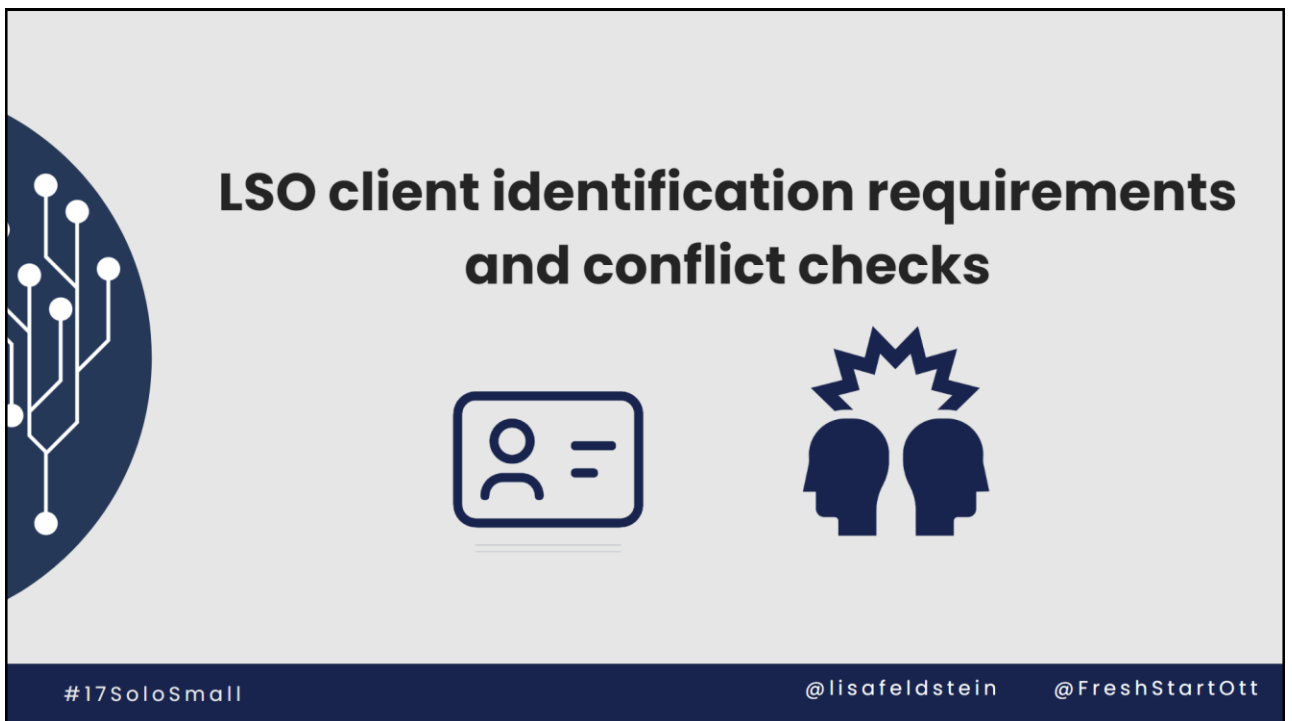 LSO client identification requirements
and conflict checks
#17SoloSmall
@lisafeldstein @FreshStartOtt